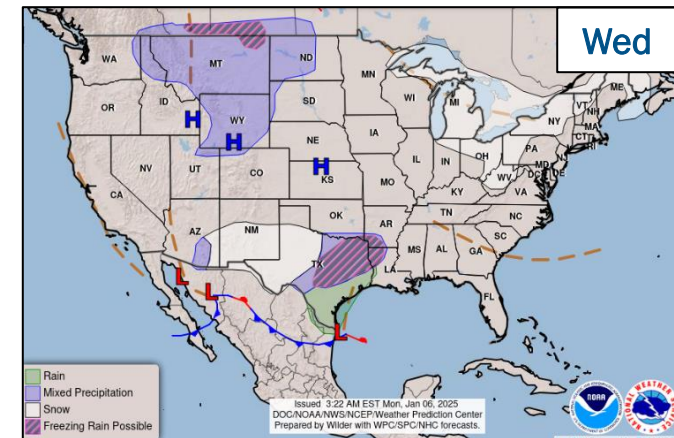 Wed
WA
MT
ND
MN
ME
OR
ID
SD
WI
MI
VT
NH
NY
MA
CT
RI
H
WY
H
IA
NE
PA
NV
UT
CO
H
KS
IL
IN
OH
MD
DE
DC
WV
VA
MO
KY
CA
AZ
NM
OK
AR
TN
NC
SC
TX
LA
MS
AL
GA
FL
L
L
L
Rain
Mixed Precipitation
Snow
Freezing Rain Possible
Issued 3:22 AM EST Mon, Jan 06, 2025
DOC/NOAA/NWS/NCEP/Weather Prediction Center
Prepared by Wilder with WPC/SPC/NHC forecasts.
NOAA